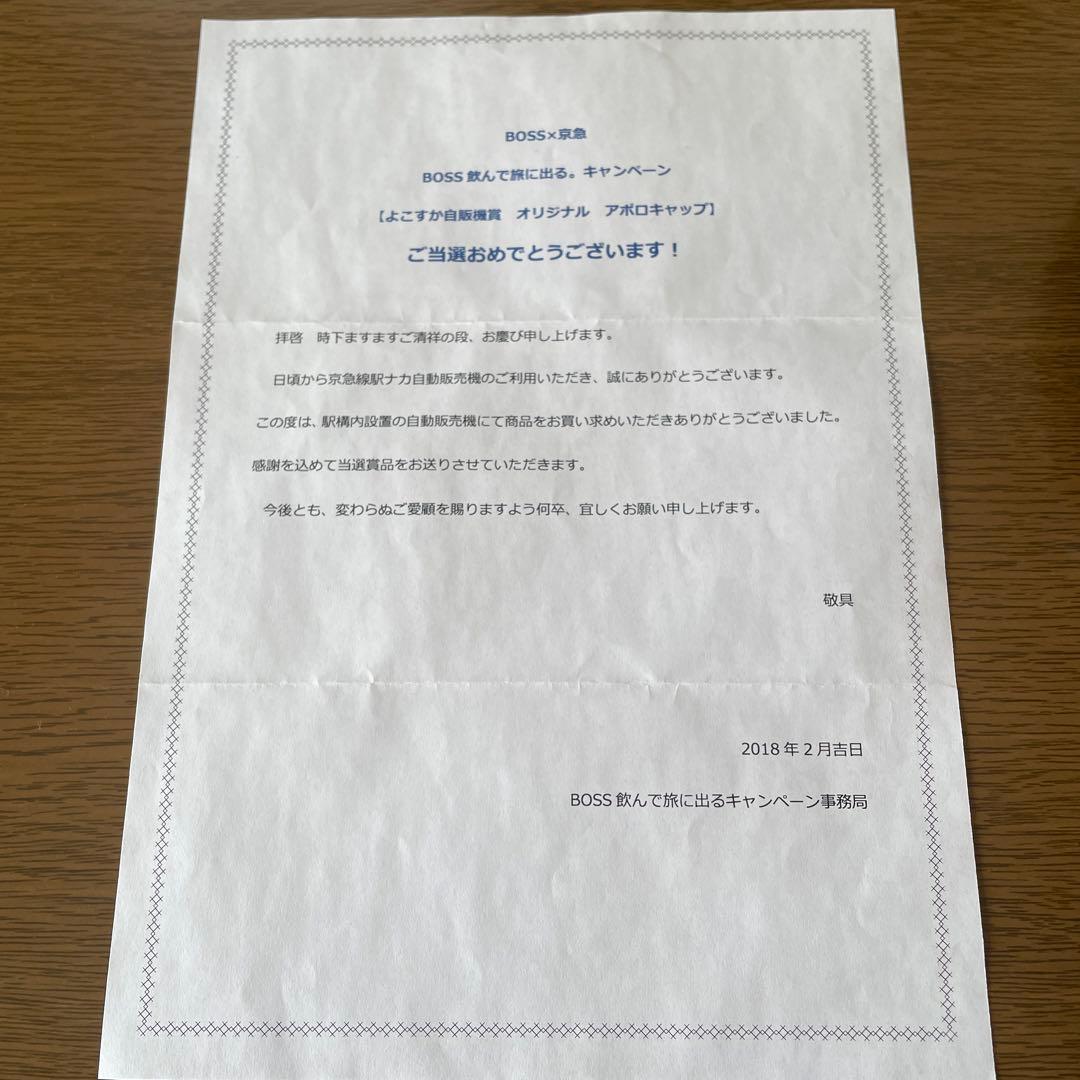 BOSS×京急
BOSS 飲んで旅に出る。キャンペーン
【よこすか自販機賞　オリジナル　アポロキャップ】
ご当選おめでとうございます！
拝啓　時下ますますご清祥の段、お慶び申し上げます。
日頃から京急線駅ナカ自動販売機のご利用いただき、誠にありがとうございます。
この度は、駅構内設置の自動販売機にて商品をお買い求めいただきありがとうございました。
感謝を込めて当選賞品をお送りさせていただきます。
今後とも、変わらぬご愛顧を賜りますよう何卒、宜しくお願い申し上げます。
敬具
2018 年 2 月吉日
BOSS 飲んで旅に出るキャンペーン事務局